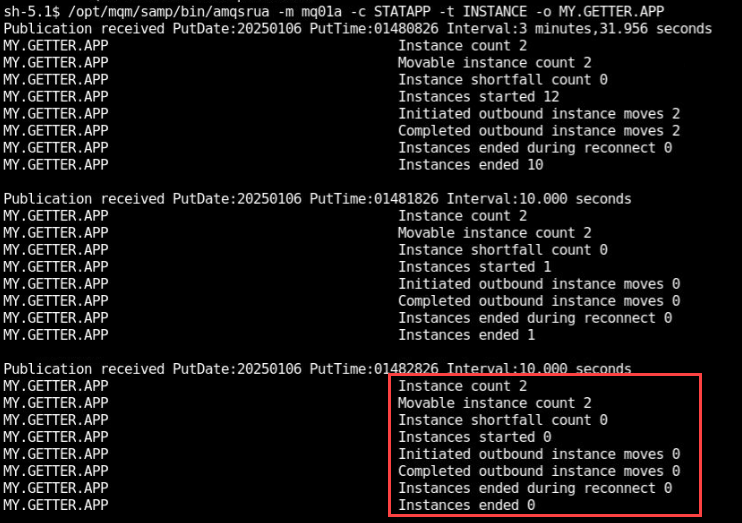 sh-5.1$ /opt/mqm/samp/bin/amqsrua -m mq01a -c STATAPP -t INSTANCE -o MY.GETTER.APP
Publication received PutDate:20250106 PutTime:01480826 Interval:3 minutes,31.956 seconds
MY.GETTER.APP Instance count 2
MY.GETTER.APP Movable instance count 2
MY.GETTER.APP Instance shortfall count 0
MY.GETTER.APP Instances started 12
MY.GETTER.APP Initiated outbound instance moves 2
MY.GETTER.APP Completed outbound instance moves 2
MY.GETTER.APP Instances ended during reconnect 0
MY.GETTER.APP Instances ended 10
Publication received PutDate:20250106 PutTime:01481826 Interval:10.000 seconds
MY.GETTER.APP Instance count 2
MY.GETTER.APP Movable instance count 2
MY.GETTER.APP Instance shortfall count 0
MY.GETTER.APP Instances started 1
MY.GETTER.APP Initiated outbound instance moves 0
MY.GETTER.APP Completed outbound instance moves 0
MY.GETTER.APP Instances ended during reconnect 0
MY.GETTER.APP Instances ended 1
Publication received PutDate:20250106 PutTime:01482826 Interval:10.000 seconds
MY.GETTER.APP Instance count 2
MY.GETTER.APP Movable instance count 2
MY.GETTER.APP Instance shortfall count 0
MY.GETTER.APP Instances started 0
MY.GETTER.APP Initiated outbound instance moves 0
MY.GETTER.APP Completed outbound instance moves 0
MY.GETTER.APP Instances ended during reconnect 0
MY.GETTER.APP Instances ended 0